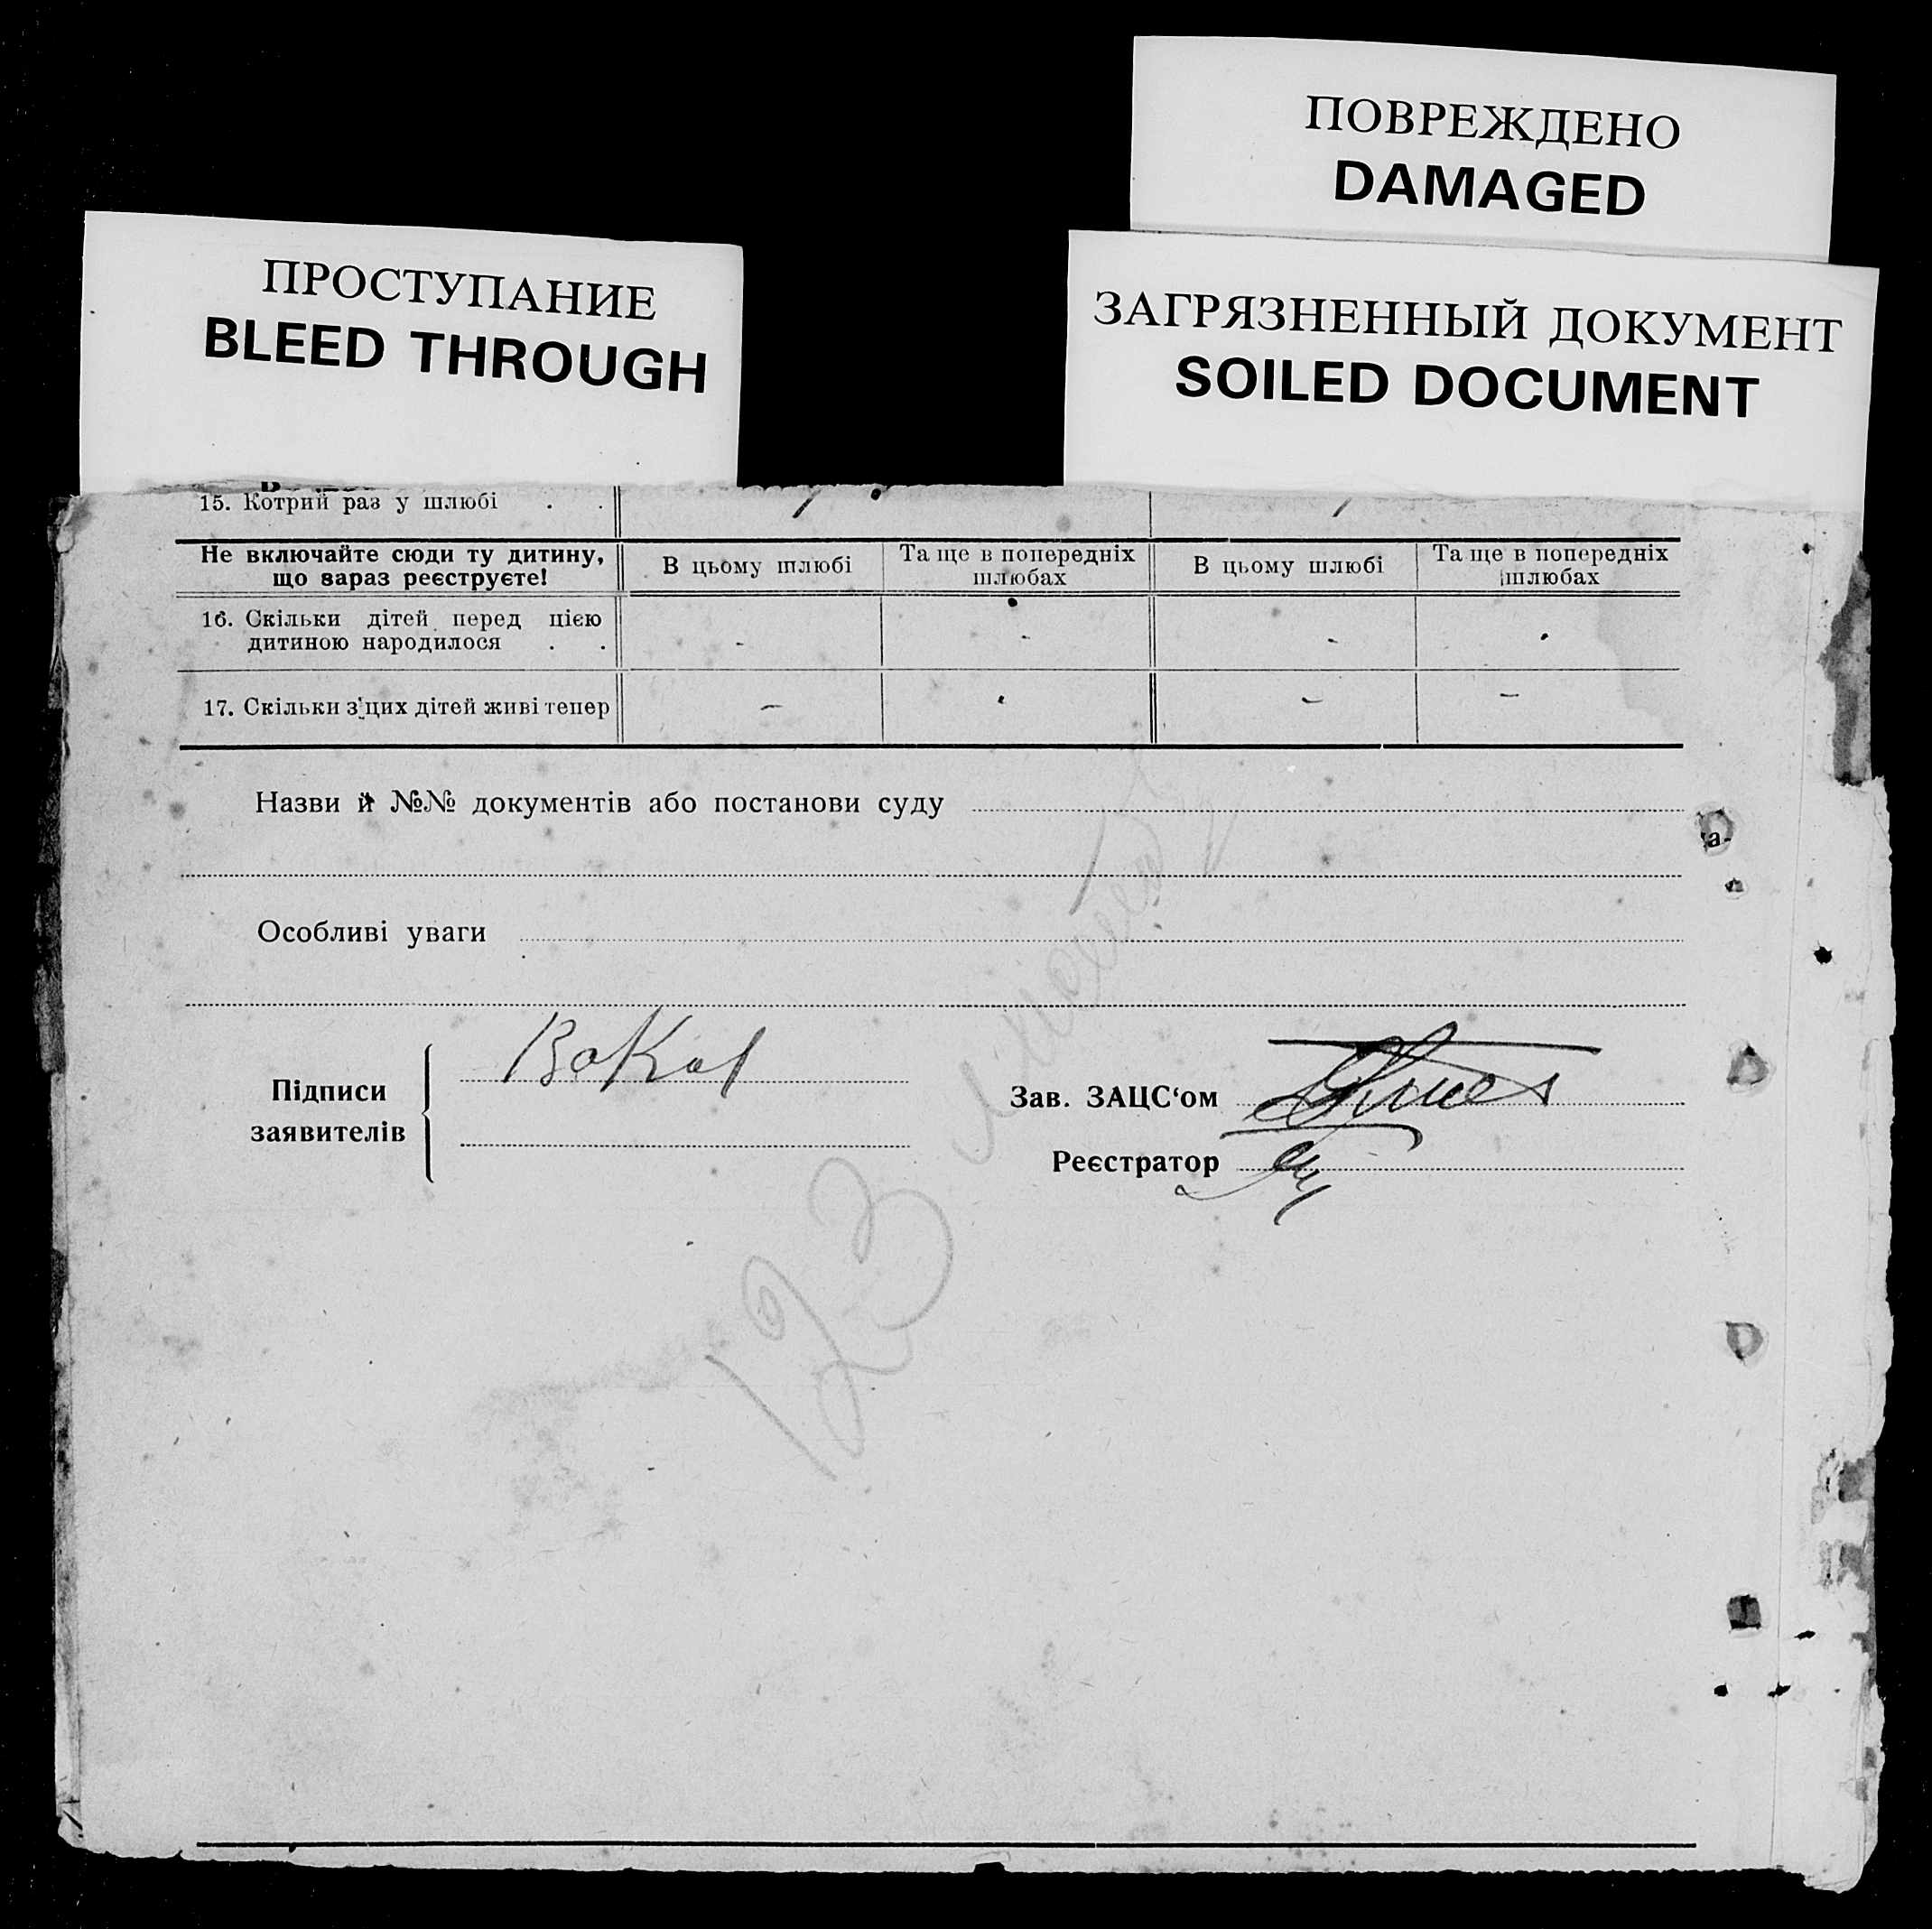 ПОВРЕЖДЕНО
DAMAGED
ПРОСТУПАНИЕ
BLEED THROUGH
ЗАГРЯЗНЕННЫЙ ДОКУМЕНТ
SOILED DOCUMENT
15. Котрий раз у шлюбі . . 1 1
Не включайте сюди ту дитину,
що зараз реєструєте!
В цьому шлюбі
Та ще в попередніх
шлюбах
В цьому шлюбі
Та ще в попередніх
шлюбах
16. Скільки дітей перед цією
дитиною народилося . . - - - -
17. Скільки з цих дітей живі тепер - - - -
Назви й №№ документів або постанови суду
Особливі уваги
Підписи
заявителів
Зав. ЗАЦС‘ом
Реєстратор
123